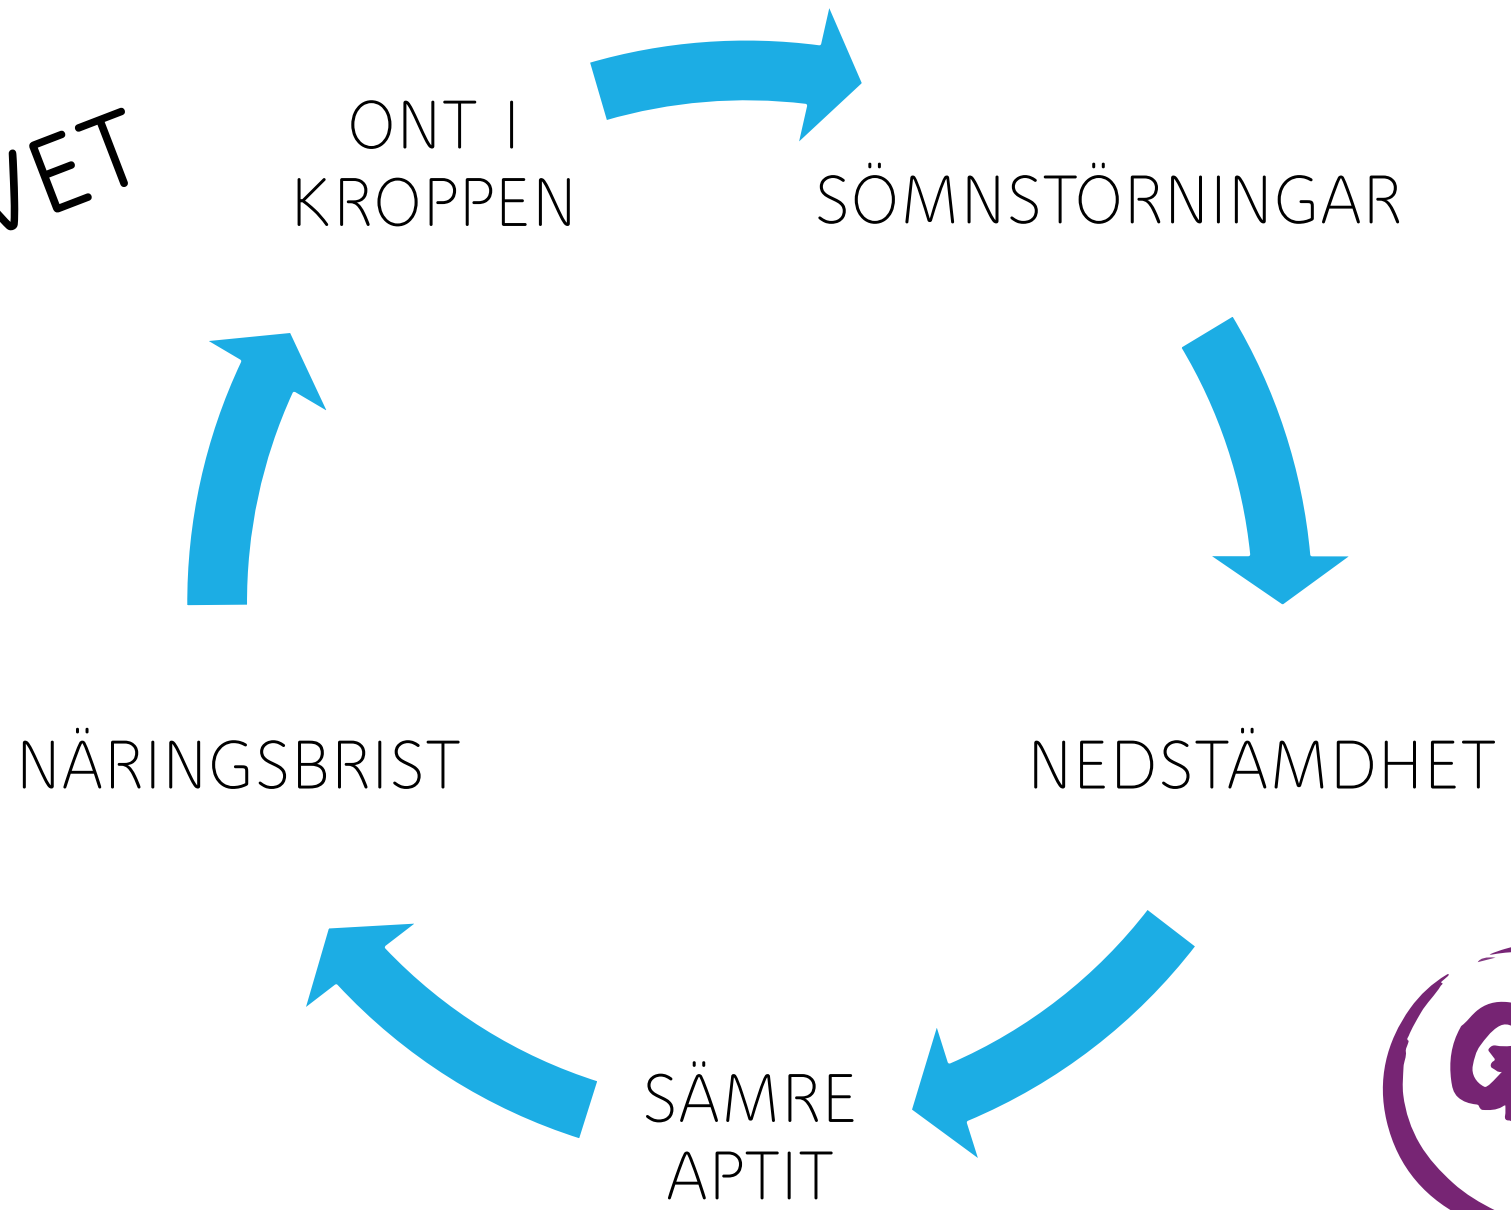 ONT I
KROPPEN
SÖMNSTÖRNINGAR
NEDSTÄMDHET
SÄMRE
APTIT
NÄRINGSBRIST